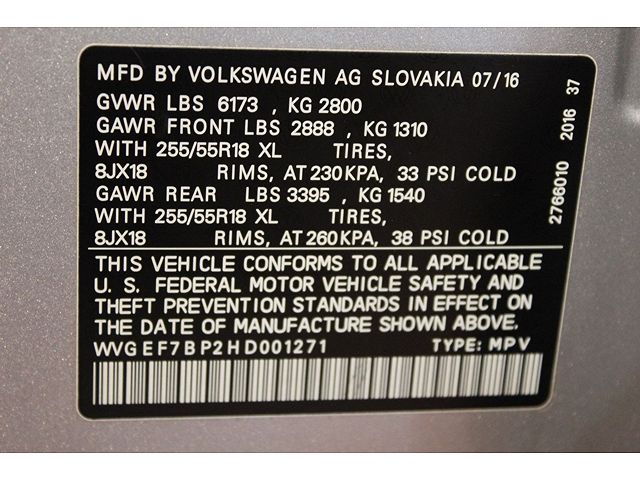 MFD BY VOLKSWAGEN AG SLOVAKIA 07/16
GVWR LBS 6173 , KG 2800
GAWR FRONT LBS 2888 , KG 1310
WITH 255/55R18 XL TIRES,
8JX18 RIMS, AT 230KPA, 33 PSI COLD
GAWR REAR LBS 3395 , KG 1540
WITH 255/55R18 XL TIRES,
8JX18 RIMS, AT 260KPA, 38 PSI COLD
THIS VEHICLE CONFORMS TO ALL APPLICABLE
U. S. FEDERAL MOTOR VEHICLE SAFETY AND
THEFT PREVENTION STANDARDS IN EFFECT ON
THE DATE OF MANUFACTURE SHOWN ABOVE.
WVGEF7BP2HD001271 TYPE: MPV
2766010 2016 37